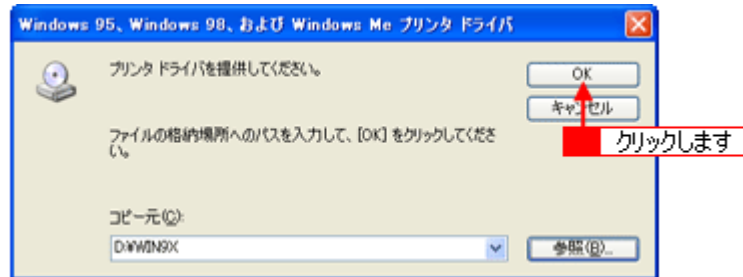 Windows 95、Windows 98、および Windows Me プリンタ ドライバ
プリンタ ドライバを提供してください。
OK
キャンセル
ファイルの格納場所へのパスを入力して、[OK] をクリックしてくださ
い。
クリックします
コピー元(C):
D:¥WIN9X
参照(B)...